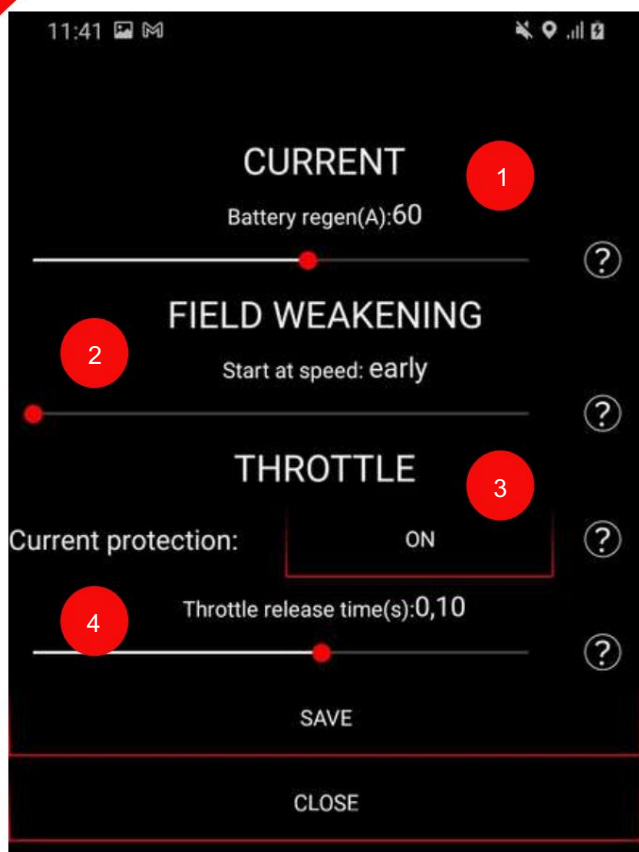 11:41
CURRENT
1
Battery regen(A):60
?
FIELD WEAKENING
2
Start at speed: early
?
THROTTLE
3
Current protection: ON ?
4
Throttle release time(s):0,10
?
SAVE
CLOSE